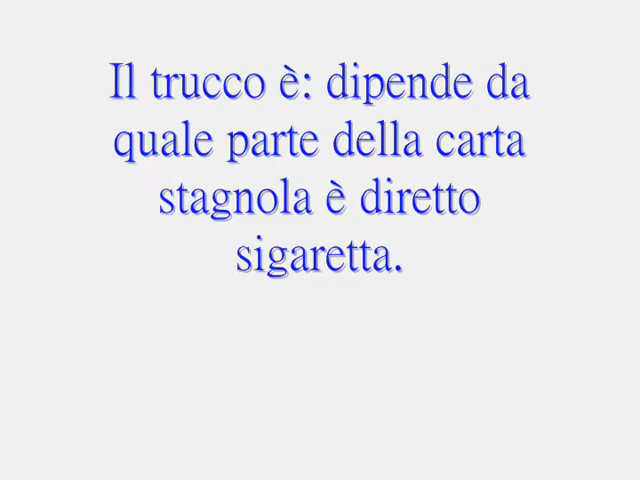 Il trucco è: dipende da
quale parte della carta
stagnola è diretto
sigaretta.